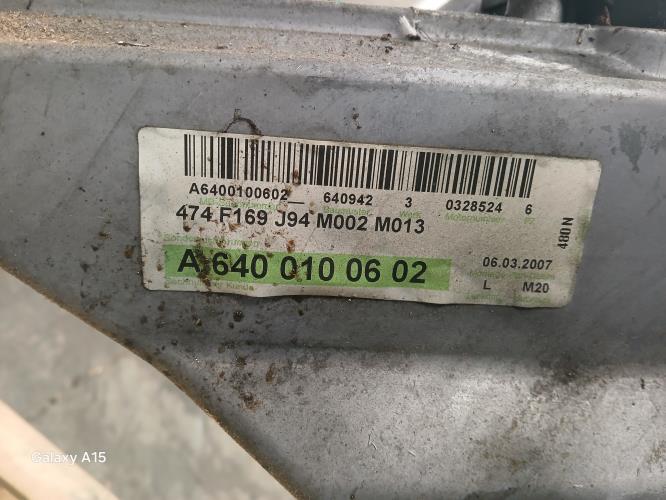 A6400100602__ 640942 3 0328524 6
474 F169 J94 M002 M013
480 N
A 640 010 06 02
06.03.2007
L M20
Galaxy A15